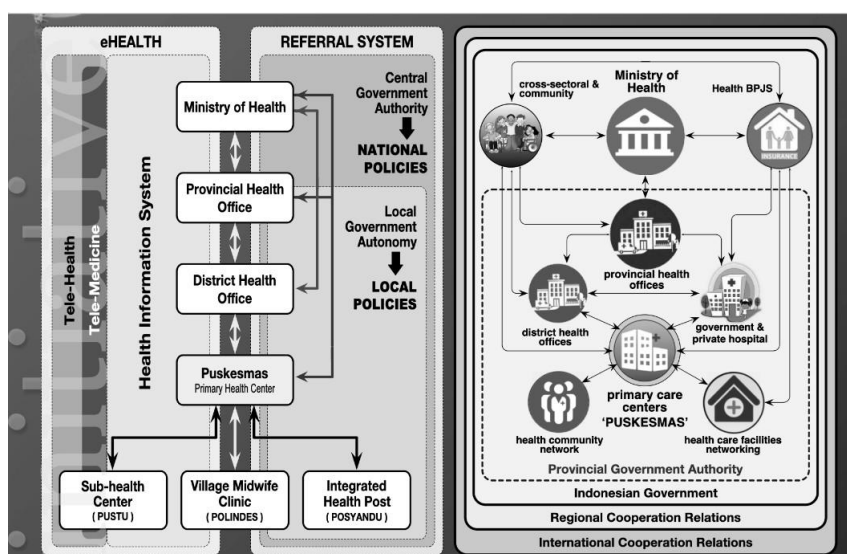 eHEALTH
REFERRAL SYSTEM
Tele-Health
Tele-Medicine
Health Information System
Ministry of Health
Provincial Health
Office
District Health
Office
Puskesmas
Primary Health Center
Sub-health
Center
( PUSTU )
Village Midwife
Clinic
( POLINDES )
Integrated
Health Post
( POSYANDU )
Central
Government
Authority
NATIONAL
POLICIES
Local
Government
Autonomy
LOCAL
POLICIES
cross-sectoral &
community
Ministry of
Health
Health BPJS
INSURANCE
provincial health
offices
district health
offices
government &
private hospital
primary care
centers
'PUSKESMAS'
health community
network
health care facilities
networking
Provincial Government Authority
Indonesian Government
Regional Cooperation Relations
International Cooperation Relations